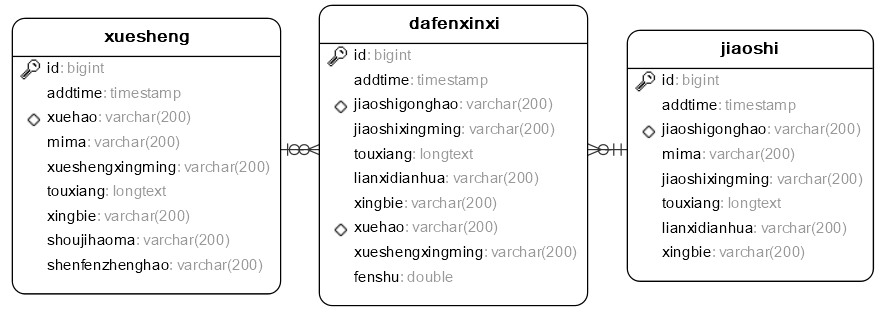 xuesheng
id: bigint
addtime: timestamp
xuehao: varchar(200)
mima: varchar(200)
xueshengxingming: varchar(200)
touxiang: longtext
xingbie: varchar(200)
shoujihaoma: varchar(200)
shenfenzhenghao: varchar(200)
dafenxinxi
id: bigint
addtime: timestamp
jiaoshigonghao: varchar(200)
jiaoshixingming: varchar(200)
touxiang: longtext
lianxidianhua: varchar(200)
xingbie: varchar(200)
xuehao: varchar(200)
xueshengxingming: varchar(200)
fenshu: double
jiaoshi
id: bigint
addtime: timestamp
jiaoshigonghao: varchar(200)
mima: varchar(200)
jiaoshixingming: varchar(200)
touxiang: longtext
lianxidianhua: varchar(200)
xingbie: varchar(200)